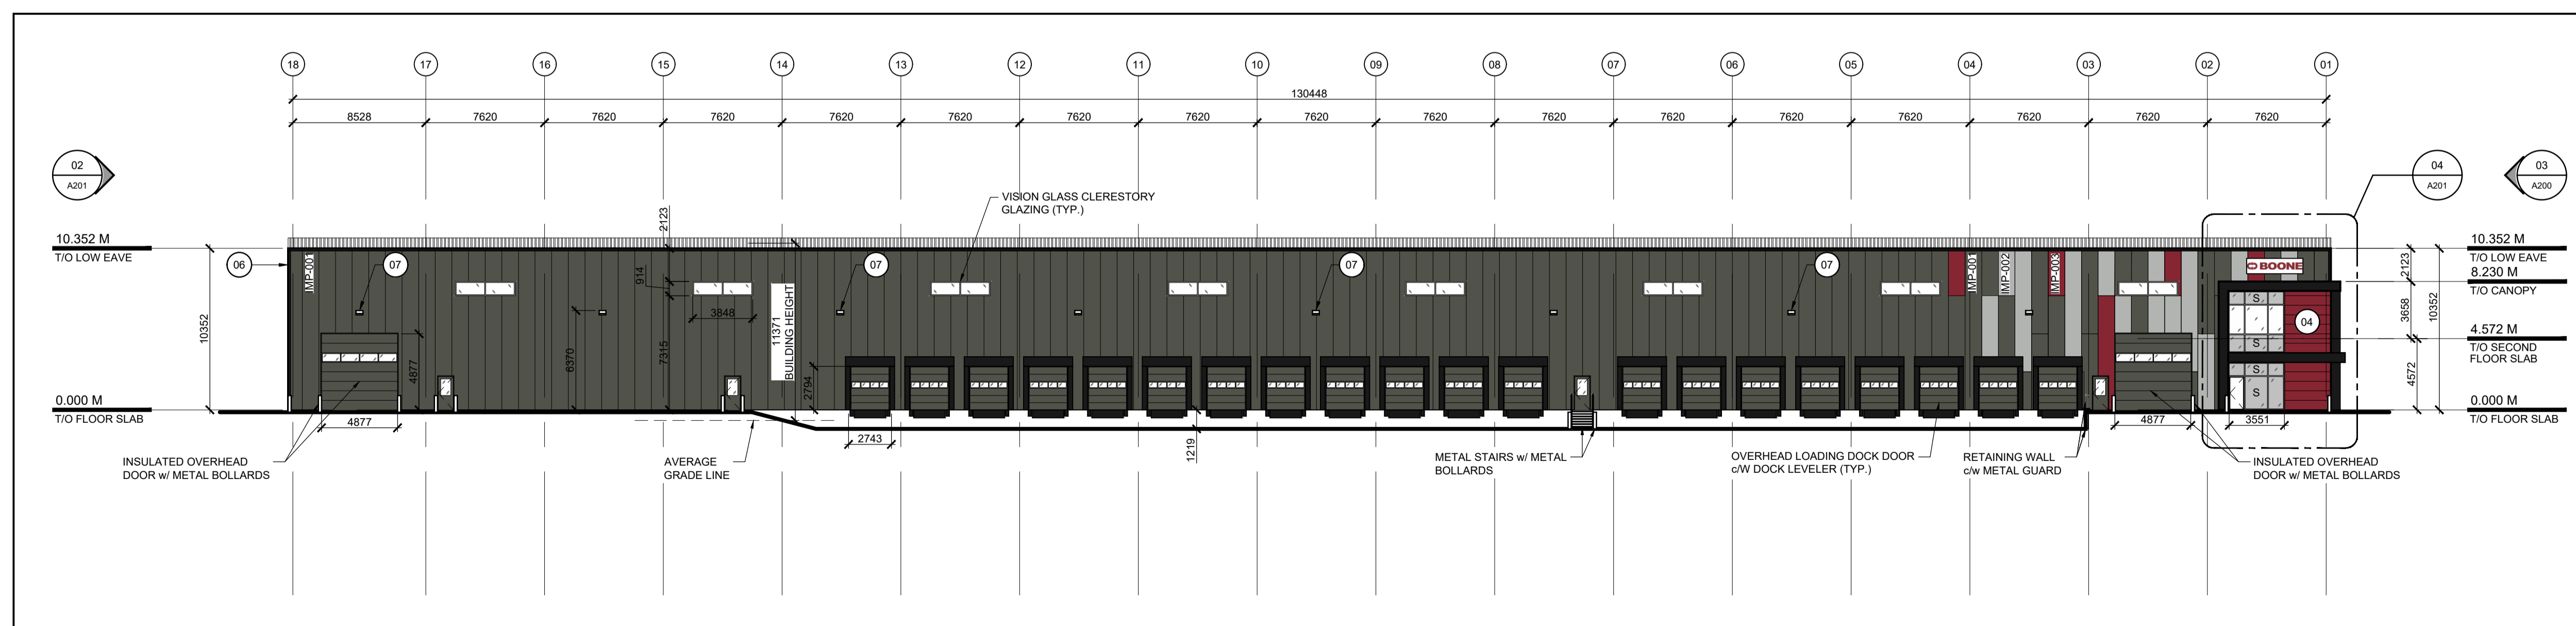 18 17 16 15 14 13 12 11 10 09 08 07 06 05 04 03 02 01
130448
8528 7620 7620 7620 7620 7620 7620 7620 7620 7620 7620 7620 7620 7620 7620 7620 7620
02
A201
04
A201
03
A200
VISION GLASS CLERESTORY
GLAZING (TYP.)
2123
10.352 M
T/O LOW EAVE
06
07
07
07
07
IMP-001
914
3848
11371
BUILDING HEIGHT
IMP-001
IMP-002
IMP-003
BOONE
10.352 M
T/O LOW EAVE
8.230 M
T/O CANOPY
4.572 M
T/O SECOND
FLOOR SLAB
0.000 M
T/O FLOOR SLAB
2123
3658
10352
4572
S
S
S
S
04
10352
4877
6370
7315
2794
0.000 M
T/O FLOOR SLAB
4877
2743
1219
4877
3551
INSULATED OVERHEAD
DOOR w/ METAL BOLLARDS
AVERAGE
GRADE LINE
METAL STAIRS w/ METAL
BOLLARDS
OVERHEAD LOADING DOCK DOOR
c/W DOCK LEVELER (TYP.)
RETAINING WALL
c/w METAL GUARD
INSULATED OVERHEAD
DOOR w/ METAL BOLLARDS